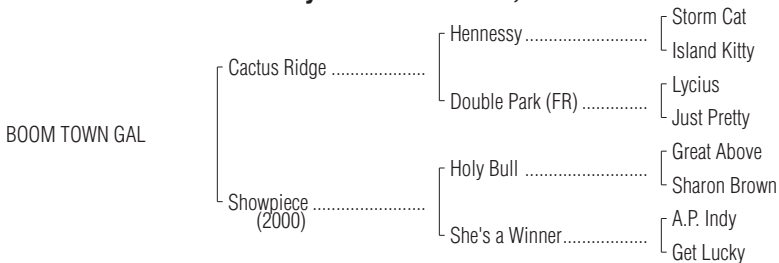 BOOM TOWN GAL
Cactus Ridge ....................
Showpiece ........................
(2000)
Hennessy ..........................
Double Park (FR) ..............
Holy Bull ..........................
She's a Winner..................
Storm Cat
Island Kitty
Lycius
Just Pretty
Great Above
Sharon Brown
A.P. Indy
Get Lucky